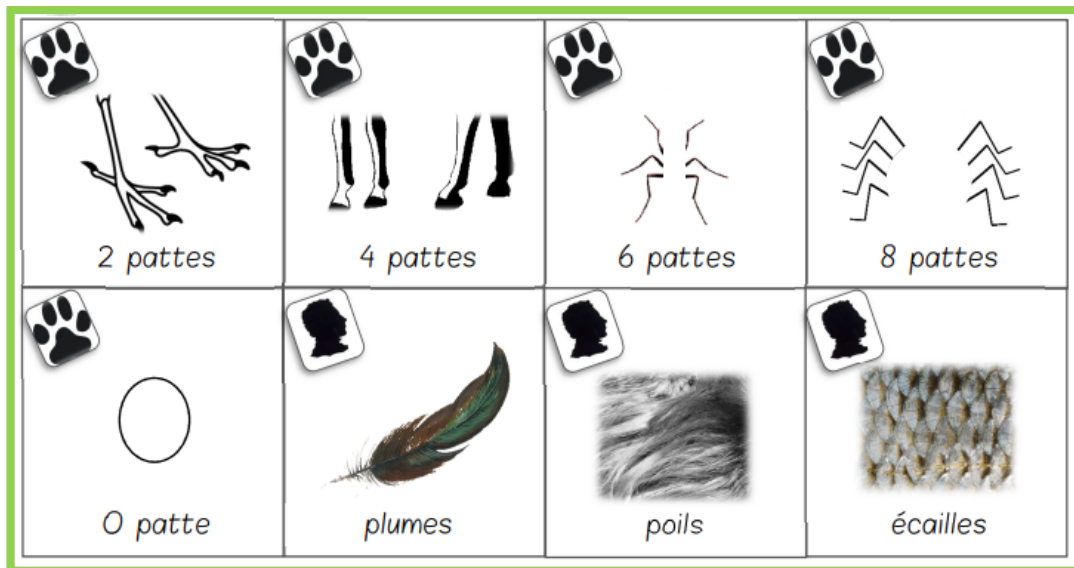 2 pattes
4 pattes
6 pattes
8 pattes
0 patte
plumes
poils
écailles